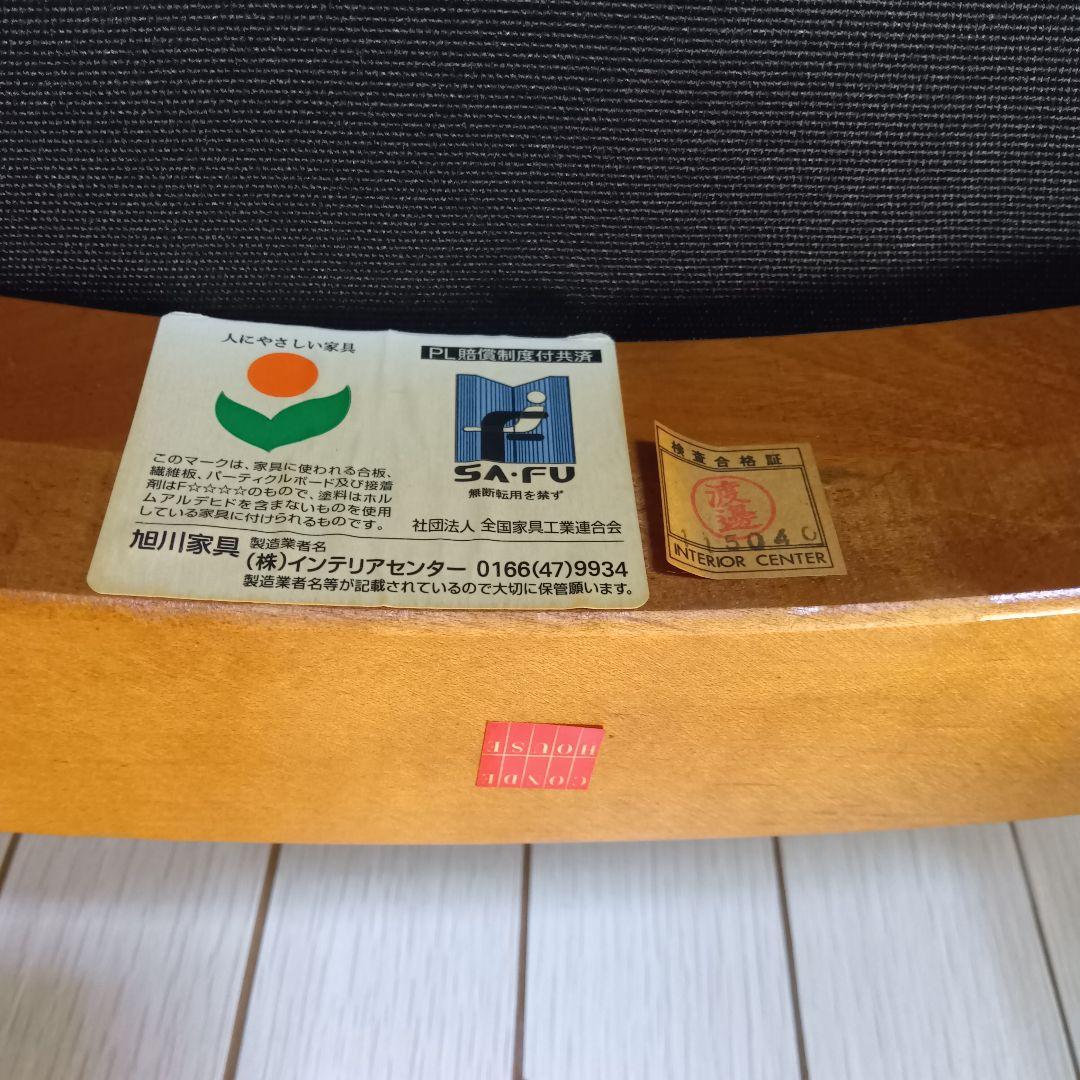 人にやさしい家具
このマークは、家具に使われる合板、
繊維板、パーティクルボード及び接着
剤はF☆☆☆☆のもので、塗料はホル
ムアルデヒドを含まないものを使用
している家具に付けられるものです。
PL賠償制度付共済
SA・FU
無断転用を禁ず
社団法人 全国家具工業連合会
旭川家具 製造業者名
(株)インテリアセンター 0166(47)9934
製造業者名等が記載されているので大切に保管願います。
検査合格証
渡邊
INTERIOR CENTER
CONDE
HOUSE